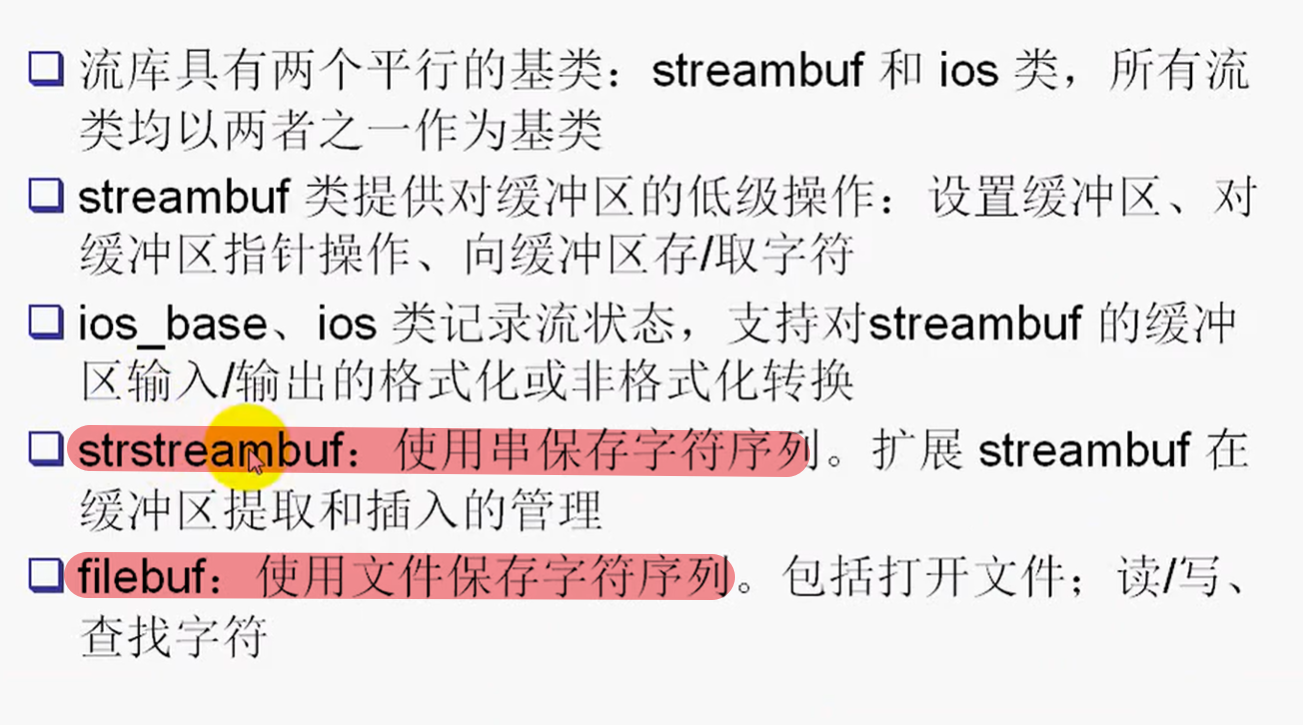 流库具有两个平行的基类：streambuf 和 ios 类，所有流
类均以两者之一作为基类
streambuf 类提供对缓冲区的低级操作：设置缓冲区、对
缓冲区指针操作、向缓冲区存/取字符
ios_base、ios 类记录流状态，支持对streambuf 的缓冲
区输入/输出的格式化或非格式化转换
strstreambuf：使用串保存字符序列。扩展 streambuf 在
缓冲区提取和插入的管理
filebuf：使用文件保存字符序列。包括打开文件；读/写、
查找字符